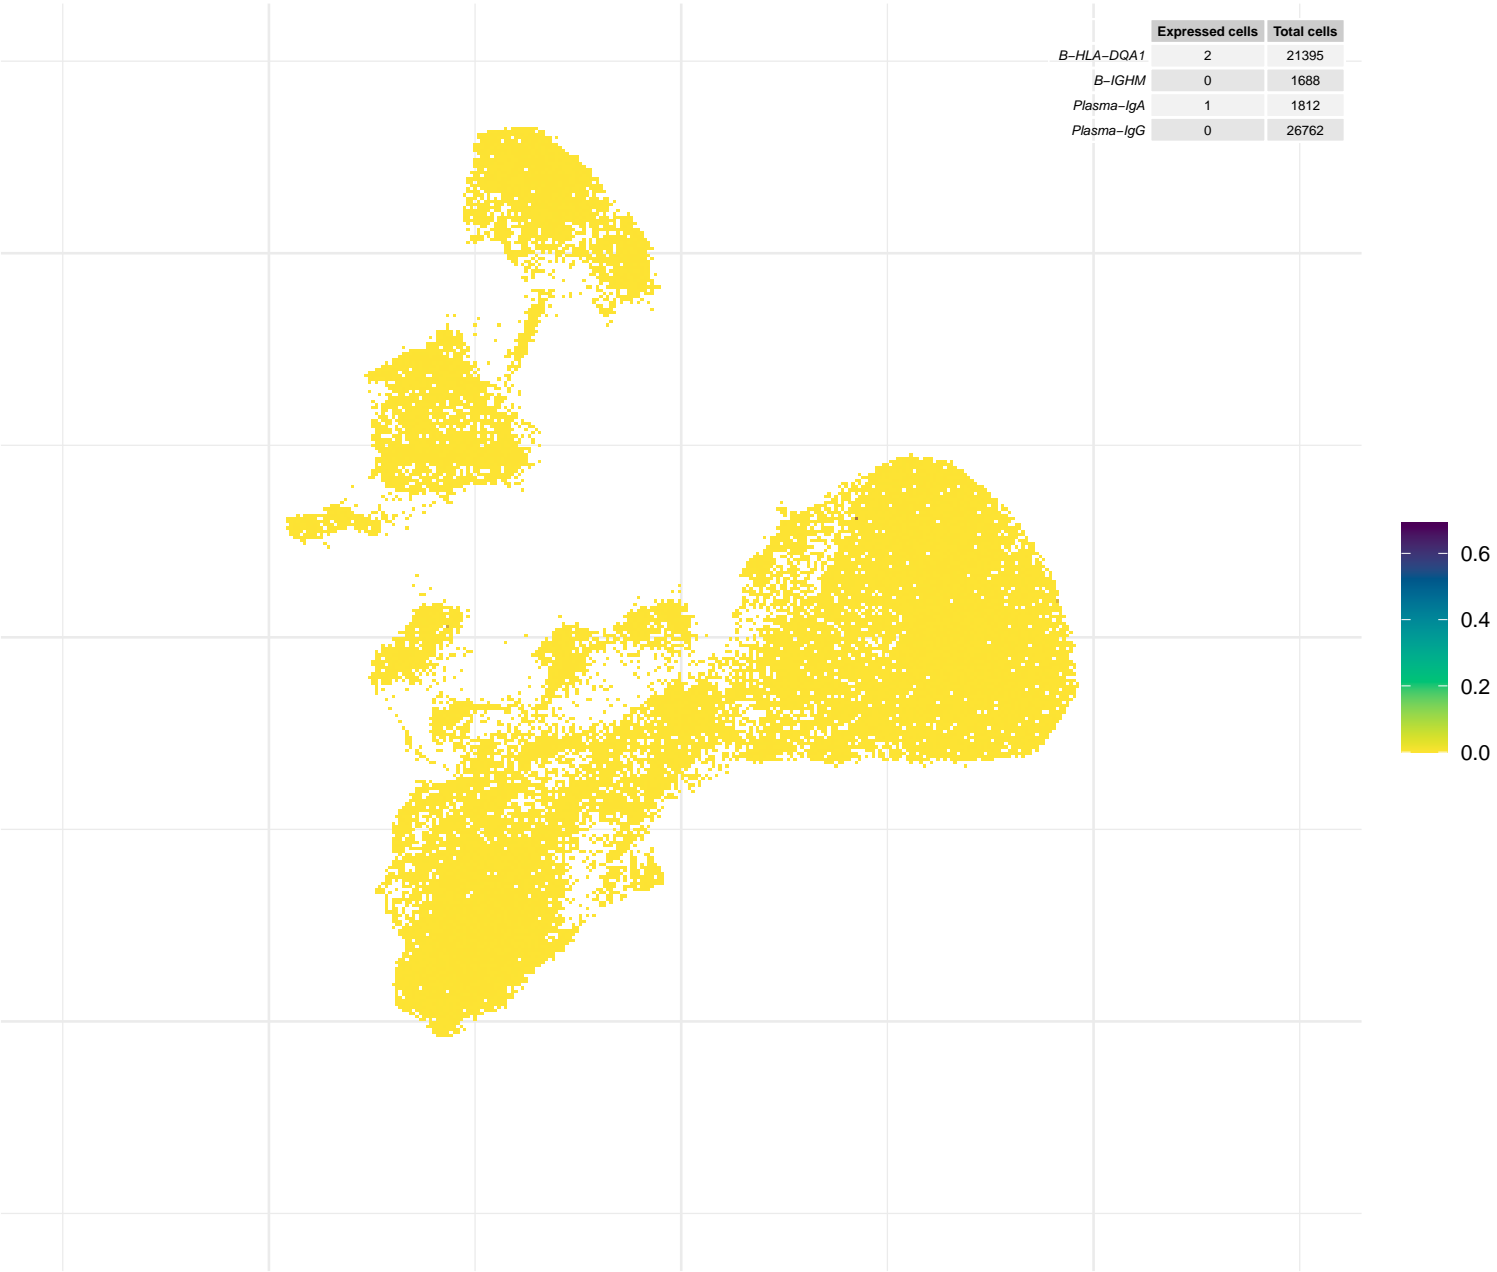 Expressed cells Total cells
B−HLA−DQA1 2 21395
B−IGHM 0 1688
Plasma−IgA 1 1812
Plasma−IgG 0 26762
0.6
0.4
0.2
0.0